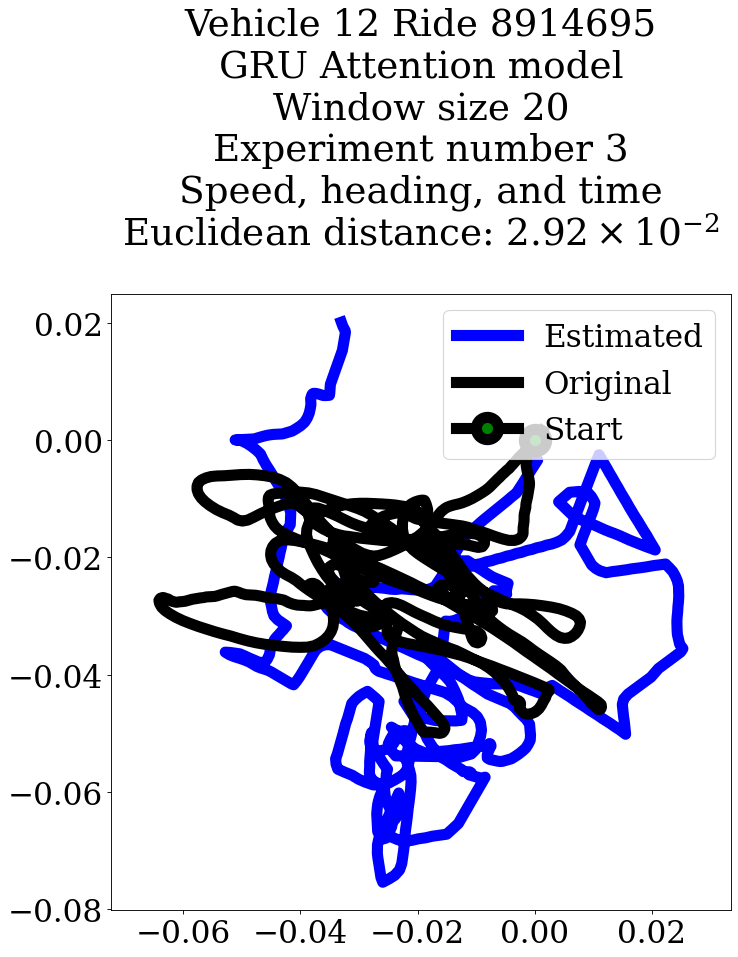 Vehicle 12 Ride 8914695
GRU Attention model
Window size 20
Experiment number 3
Speed, heading, and time
Euclidean distance: 2.92 × 10⁻²
Estimated
Original
Start
0.02
0.00
−0.02
−0.04
−0.06
−0.08
−0.06 −0.04 −0.02 0.00 0.02